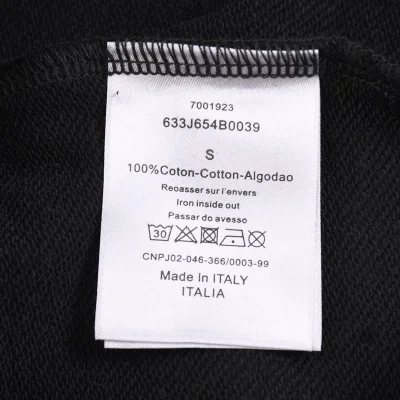 7001923
633J654B0039
S
100%Coton-Cotton-Algodao
Reoasser sur l'envers
Iron inside out
Passar do avesso
30
CNPJ02-046-366/0003-99
Made In ITALY
ITALIA